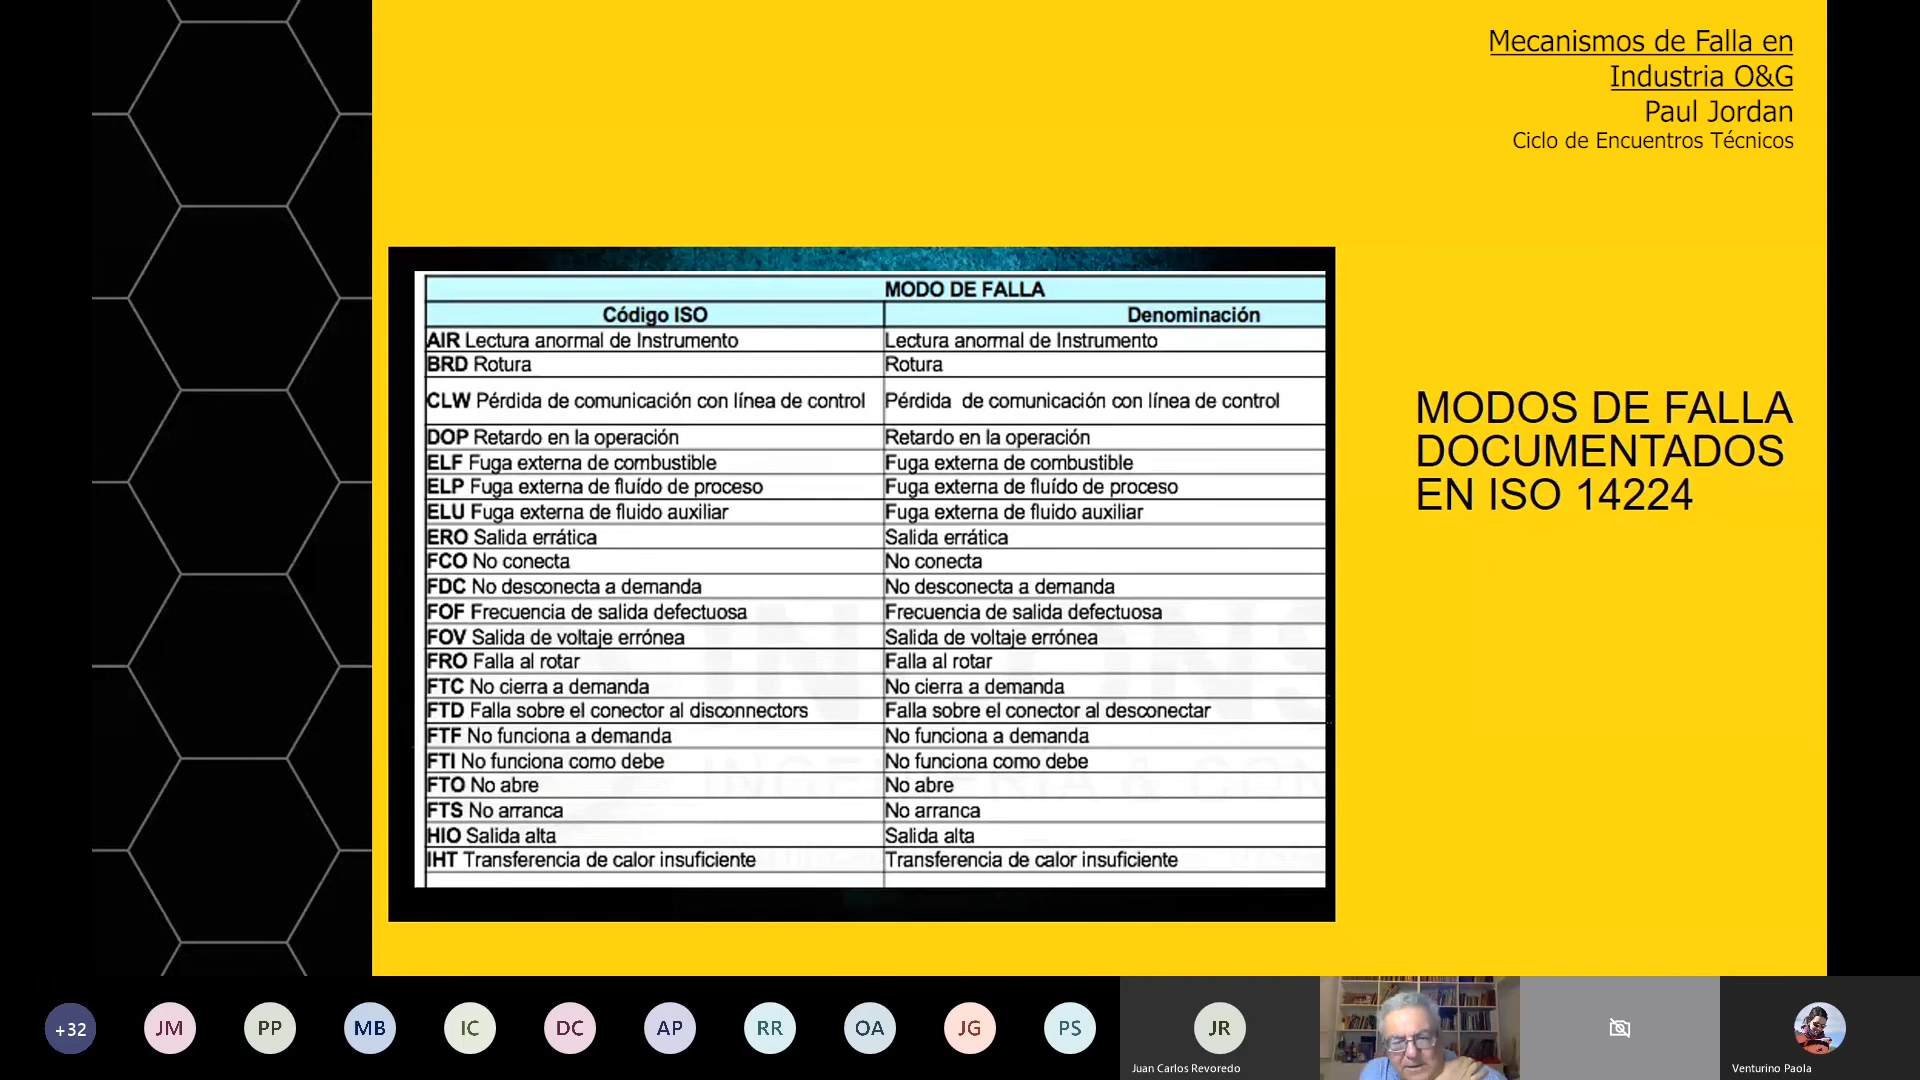 Mecanismos de Falla en
Industria O&G
Paul Jordan
Ciclo de Encuentros Técnicos
MODO DE FALLA
Código ISO Denominación
AIR Lectura anormal de Instrumento Lectura anormal de Instrumento
BRD Rotura Rotura
CLW Pérdida de comunicación con línea de control Pérdida de comunicación con línea de control
DOP Retardo en la operación Retardo en la operación
ELF Fuga externa de combustible Fuga externa de combustible
ELP Fuga externa de fluído de proceso Fuga externa de fluído de proceso
ELU Fuga externa de fluido auxiliar Fuga externa de fluido auxiliar
ERO Salida errática Salida errática
FCO No conecta No conecta
FDC No desconecta a demanda No desconecta a demanda
FOF Frecuencia de salida defectuosa Frecuencia de salida defectuosa
FOV Salida de voltaje errónea Salida de voltaje errónea
FRO Falla al rotar Falla al rotar
FTC No cierra a demanda No cierra a demanda
FTD Falla sobre el conector al disconnectors Falla sobre el conector al desconectar
FTF No funciona a demanda No funciona a demanda
FTI No funciona como debe No funciona como debe
FTO No abre No abre
FTS No arranca No arranca
HIO Salida alta Salida alta
IHT Transferencia de calor insuficiente Transferencia de calor insuficiente
MODOS DE FALLA
DOCUMENTADOS
EN ISO 14224
+32 JM PP MB IC DC AP RR OA JG PS JR
Juan Carlos Revoredo Venturino Paola